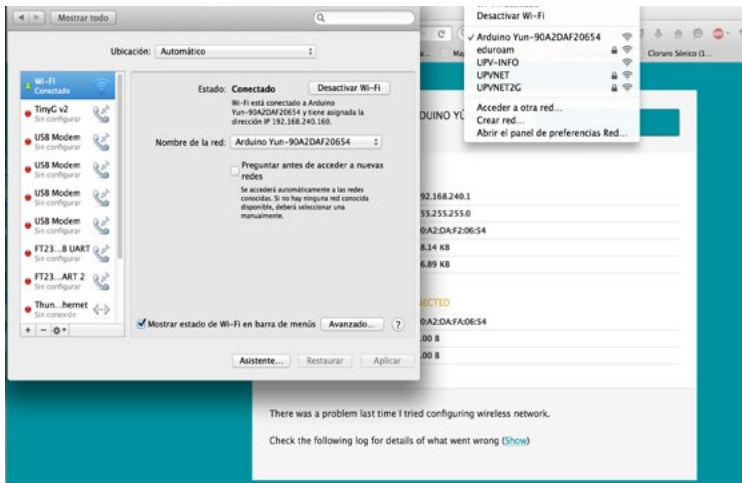 Mostrar todo
Ubicación: Automático
Wi-Fi
Conectado
TinyG v2
Sin configurar
USB Modem
Sin configurar
USB Modem
Sin configurar
USB Modem
Sin configurar
USB Modem
Sin configurar
FT23...B UART
Sin configurar
FT23...ART 2
Sin configurar
Thun...hernet
Sin conexión
Estado: Conectado
Desactivar Wi-Fi
Wi-Fi está conectado a Arduino
Yun-90A2DAF20654 y tiene asignada la
dirección IP 192.168.240.160.
Nombre de la red: Arduino Yun-90A2DAF20654
Preguntar antes de acceder a nuevas
redes
Se accederá automáticamente a las redes
conocidas. Si no hay ninguna red conocida
disponible, deberá seleccionar una
manualmente.
Mostrar estado de Wi-Fi en barra de menús
Avanzado...
?
Asistente...
Restaurar
Aplicar
Desactivar Wi-Fi
✓ Arduino Yun-90A2DAF20654
eduroam
UPV-INFO
UPVNET
UPVNET2G
Acceder a otra red...
Crear red...
Abrir el panel de preferencias Red...
Cloruro Sénico (1...
DUINO YÚ
92.168.240.1
55.255.255.0
0:A2:DA:F2:06:54
8.14 KB
6.89 KB
NECTED
0:A2:DA:FA:06:54
.00 B
.00 B
There was a problem last time I tried configuring wireless network.
Check the following log for details of what went wrong (Show)